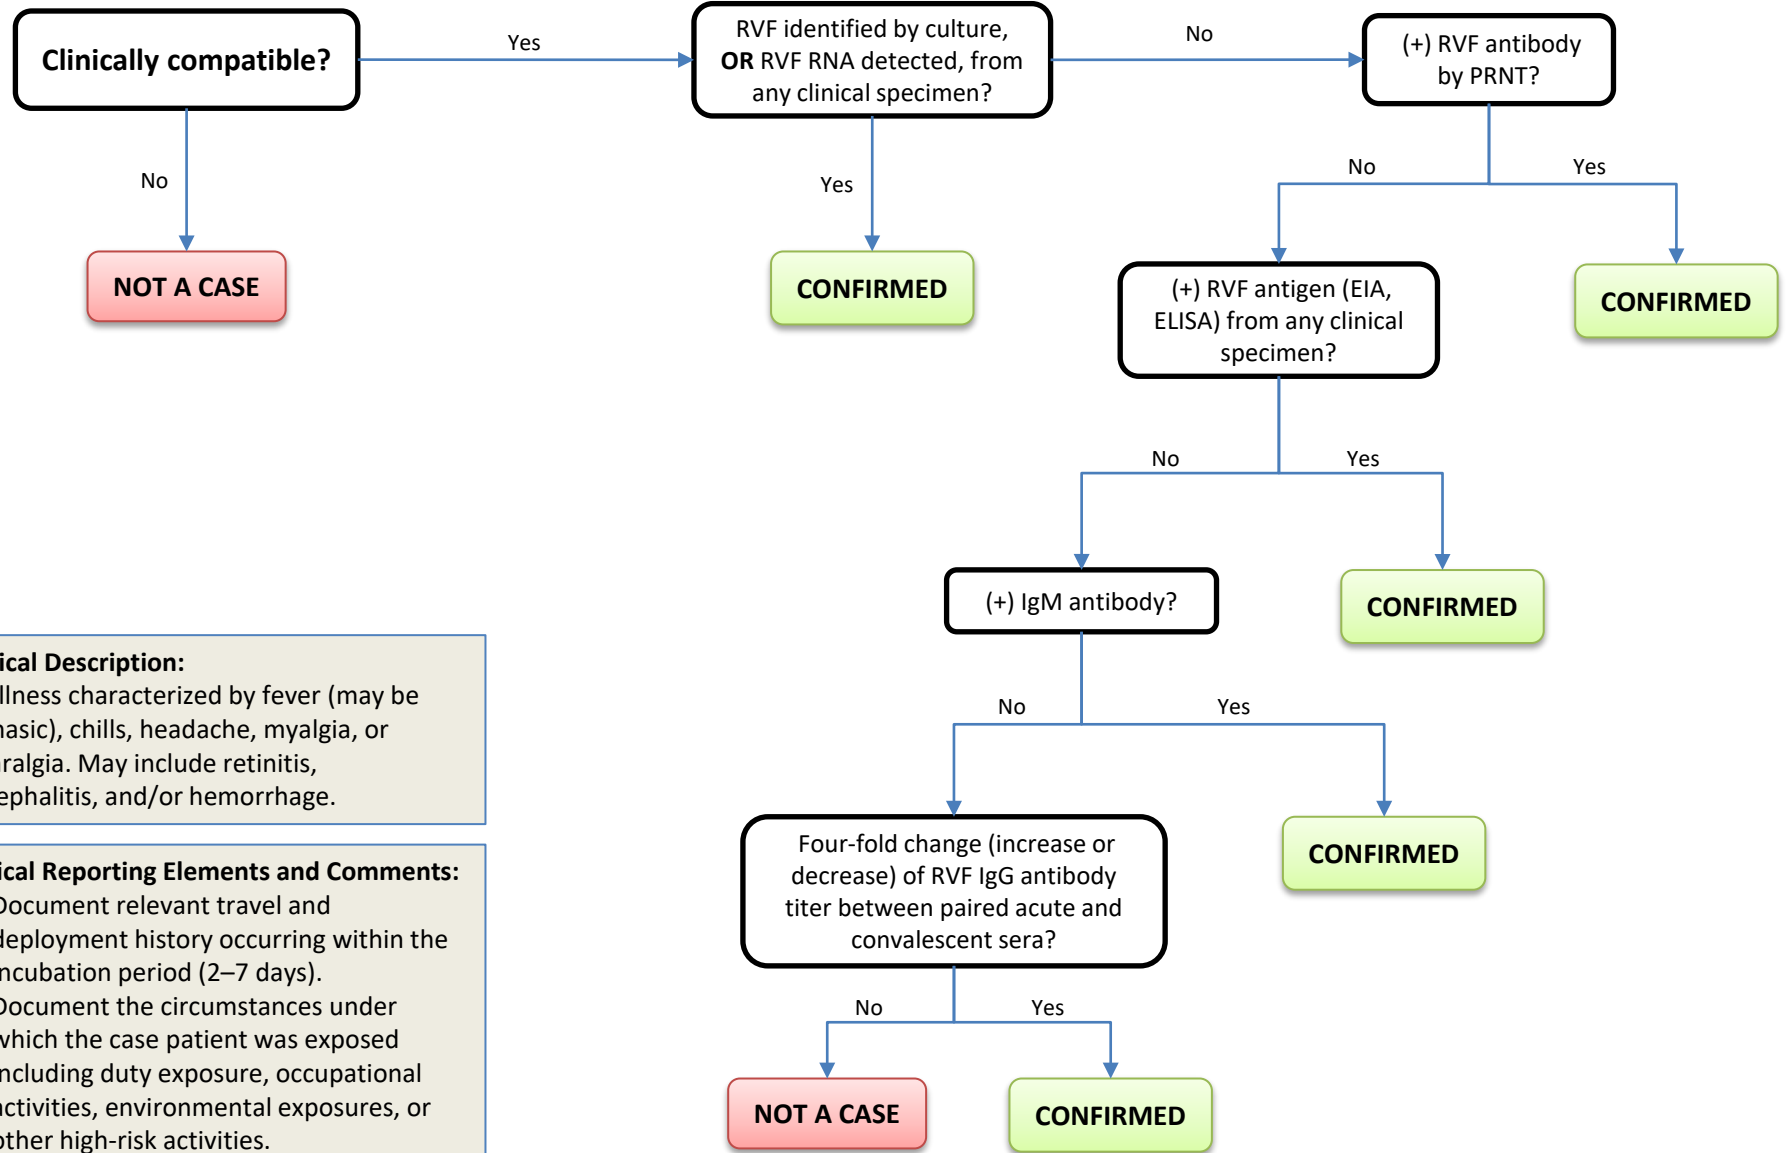 Clinically compatible?
Yes
RVF identified by culture,
OR RVF RNA detected, from
any clinical specimen?
No
(+) RVF antibody
by PRNT?
No
Yes
No
Yes
NOT A CASE
CONFIRMED
(+) RVF antigen (EIA,
ELISA) from any clinical
specimen?
CONFIRMED
No
Yes
(+) IgM antibody?
CONFIRMED
No
Yes
Four-fold change (increase or
decrease) of RVF IgG antibody
titer between paired acute and
convalescent sera?
CONFIRMED
No
Yes
NOT A CASE
CONFIRMED
ical Description:
illness characterized by fever (may be
hasic), chills, headache, myalgia, or
ralgia. May include retinitis,
ephalitis, and/or hemorrhage.
ical Reporting Elements and Comments:
Document relevant travel and
deployment history occurring within the
incubation period (2–7 days).
Document the circumstances under
which the case patient was exposed
including duty exposure, occupational
activities, environmental exposures, or
other high-risk activities.